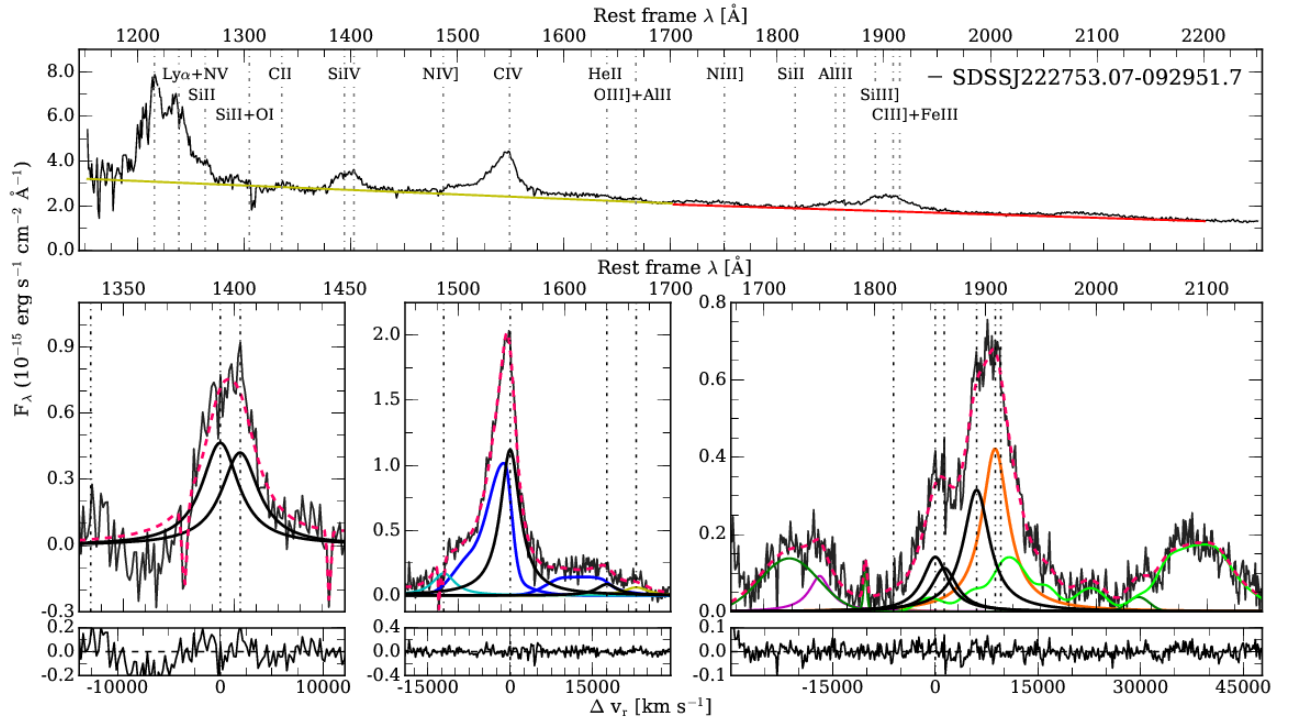 Rest frame λ [Å]
1200 1300 1400 1500 1600 1700 1800 1900 2000 2100 2200
8.0
6.0
4.0
2.0
0.0
Lyα+NV CII SiIV NIV] CIV HeII NIII] SiII AlIII
— SDSSJ222753.07-092951.7
SiII OIII]+AlII SiIII]
SiII+OI CIII]+FeIII
F_λ (10⁻¹⁵ erg s⁻¹ cm⁻² Å⁻¹)
Rest frame λ [Å]
1350 1400 1450
0.9
0.6
0.3
0.0
-0.3
0.2
0.0
-0.2
-10000 0 10000
1500 1600 1700
2.0
1.5
1.0
0.5
0.0
0.4
0.0
-0.4
-15000 0 15000
1700 1800 1900 2000 2100
0.8
0.6
0.4
0.2
0.0
0.1
0.0
-0.1
-15000 0 15000 30000 45000
Δ v_r [km s⁻¹]